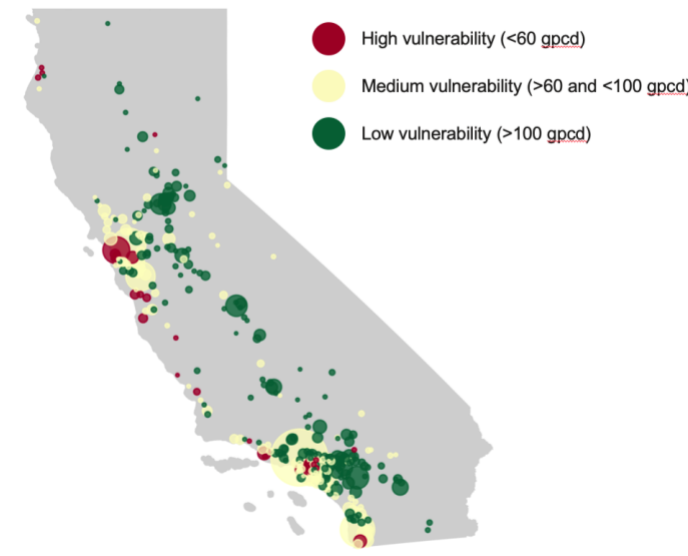 High vulnerability (<60 gpcd)
Medium vulnerability (>60 and <100 gpcd)
Low vulnerability (>100 gpcd)